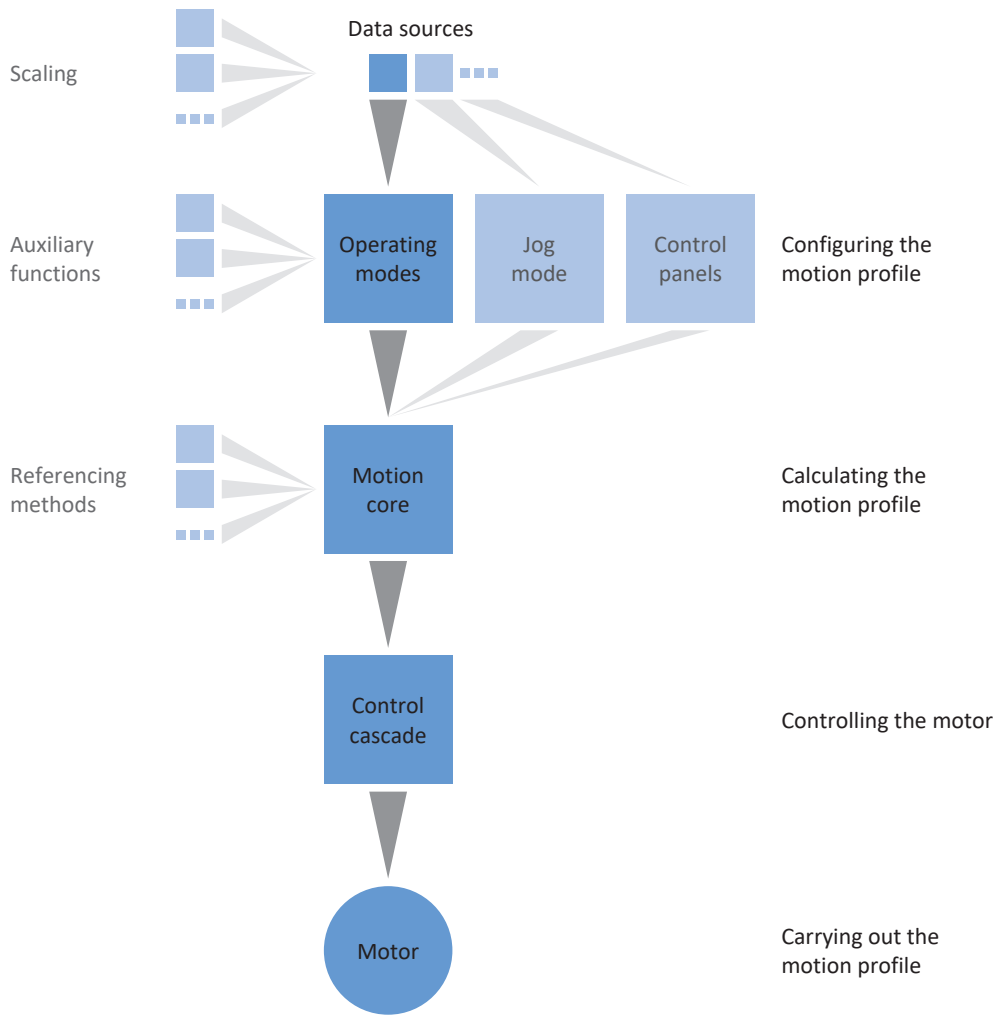 Data sources
Scaling
Auxiliary
functions
Operating
modes
Jog
mode
Control
panels
Configuring the
motion profile
Referencing
methods
Motion
core
Calculating the
motion profile
Control
cascade
Controlling the motor
Motor
Carrying out the
motion profile